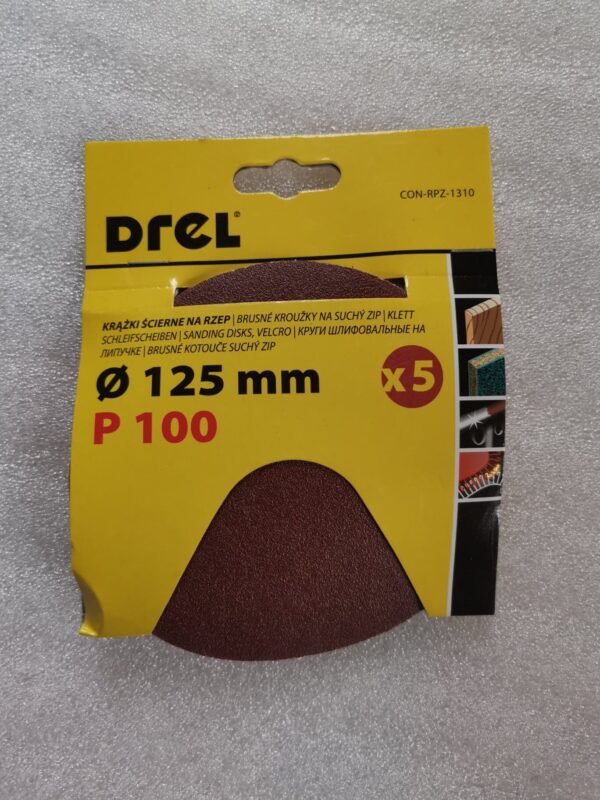 CON-RPZ-1310
DreL®
KRĄŻKI ŚCIERNE NA RZEP | BRUSNÉ KROUŽKY NA SUCHÝ ZIP | KLETT
SCHLEIFSCHEIBEN | SANDING DISKS, VELCRO | КРУГИ ШЛИФОВАЛЬНЫЕ НА
ЛИПУЧКЕ | BRUSNÉ KOTOUČE SUCHÝ ZIP
Ø 125 mm
x5
P 100